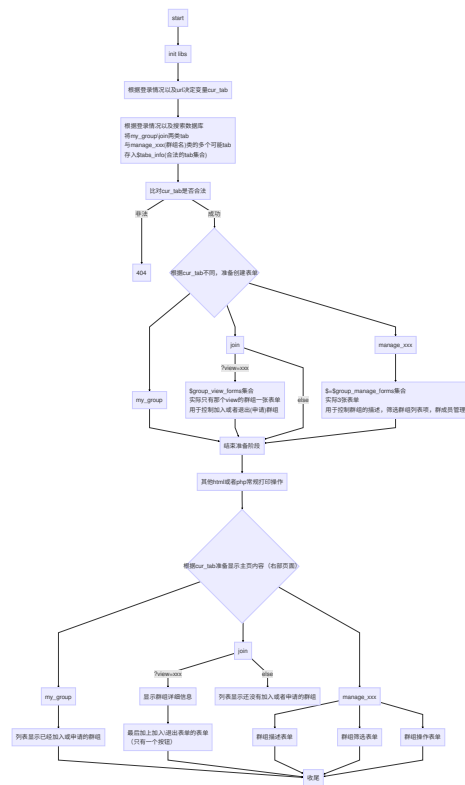 start
init libs
根据登录情况以及url决定变量cur_tab
根据登录情况以及搜索数据库
将my_group\join两类tab
与manage_xxx(群组名)类的多个可能tab
存入$tabs_info(合法的tab集合)
比对cur_tab是否合法
非法
成功
404
根据cur_tab不同，准备创建表单
join
manage_xxx
?view=xxx
else
my_group
$group_view_forms集合
实际只有那个view的群组一张表单
用于控制加入或者退出(申请)群组
$=$group_manage_forms集合
实际3张表单
用于控制群组的描述，筛选群组列表项，群成员管理
结束准备阶段
其他html或者php常规打印操作
根据cur_tab准备显示主页内容（右部页面）
join
?view=xxx
else
my_group
显示群组详细信息
列表显示还没有加入或者申请的群组
manage_xxx
列表显示已经加入或申请的群组
最后加上加入\退出表单的表单
（只有一个按钮）
群组描述表单
群组筛选表单
群组操作表单
收尾